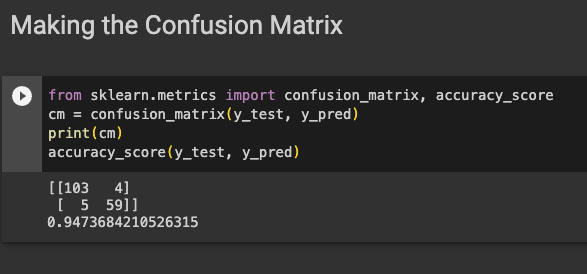 Making the Confusion Matrix
from sklearn.metrics import confusion_matrix, accuracy_score
cm = confusion_matrix(y_test, y_pred)
print(cm)
accuracy_score(y_test, y_pred)
[[103   4]
 [  5  59]]
0.9473684210526315